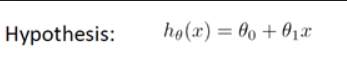 Hypothesis: hθ(x) = θ₀ + θ₁x